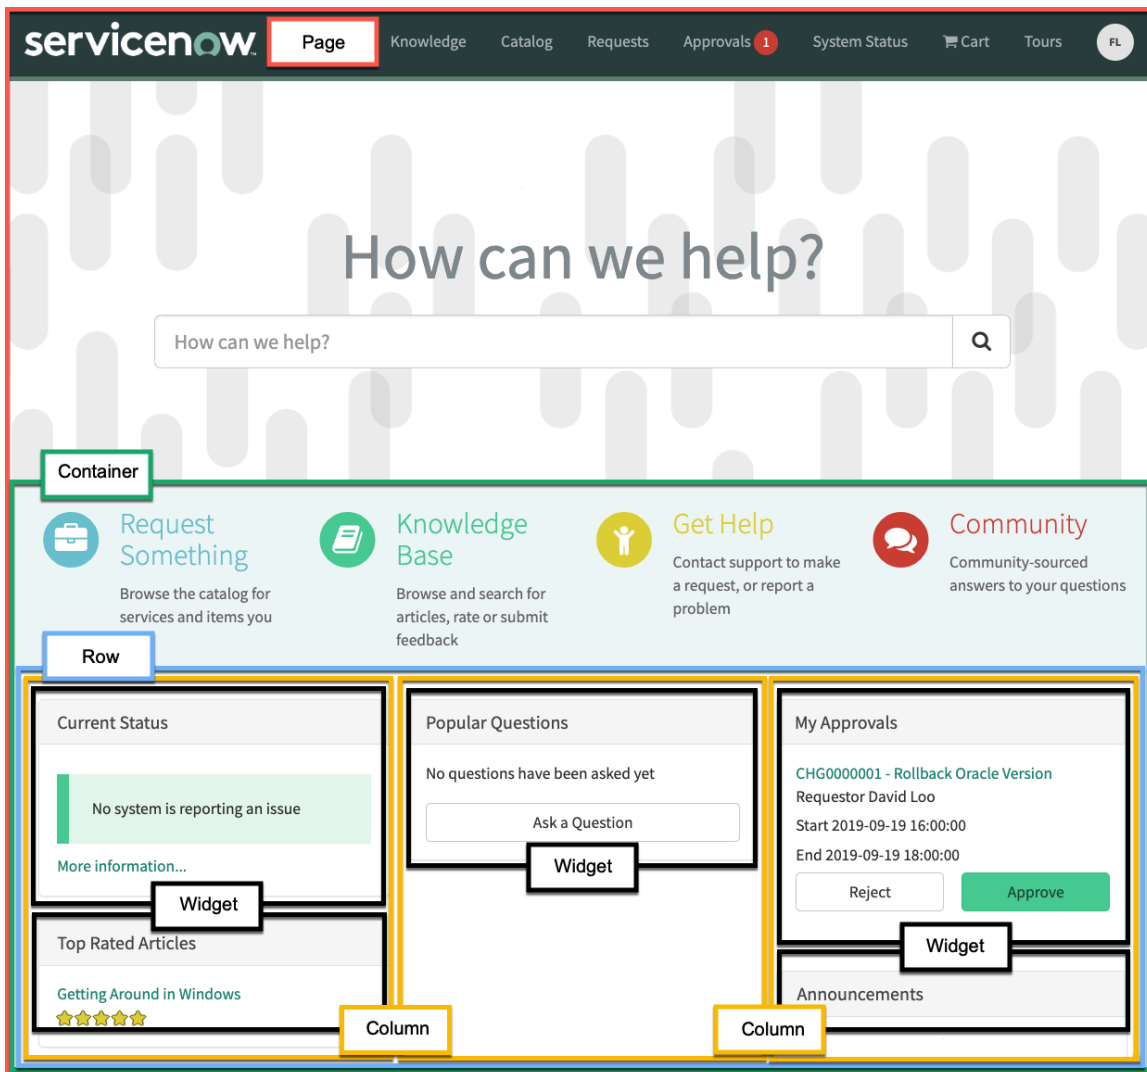 servicenow™
Page
Knowledge
Catalog
Requests
Approvals 1
System Status
Cart
Tours
FL
How can we help?
How can we help?
Container
Request
Something
Browse the catalog for
services and items you
Knowledge
Base
Browse and search for
articles, rate or submit
feedback
Get Help
Contact support to make
a request, or report a
problem
Community
Community-sourced
answers to your questions
Row
Current Status
No system is reporting an issue
More information...
Widget
Top Rated Articles
Getting Around in Windows
Column
Popular Questions
No questions have been asked yet
Ask a Question
Widget
My Approvals
CHG0000001 - Rollback Oracle Version
Requestor David Loo
Start 2019-09-19 16:00:00
End 2019-09-19 18:00:00
Reject
Approve
Widget
Announcements
Column